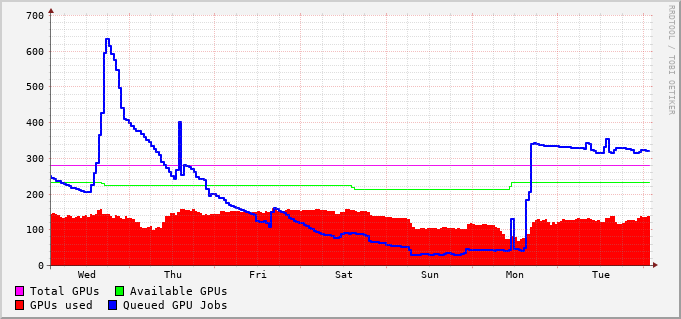 700
600
500
400
300
200
100
0
Wed Thu Fri Sat Sun Mon Tue
Total GPUs Available GPUs
GPUs used Queued GPU Jobs
RRDTOOL / TOBI OETIKER